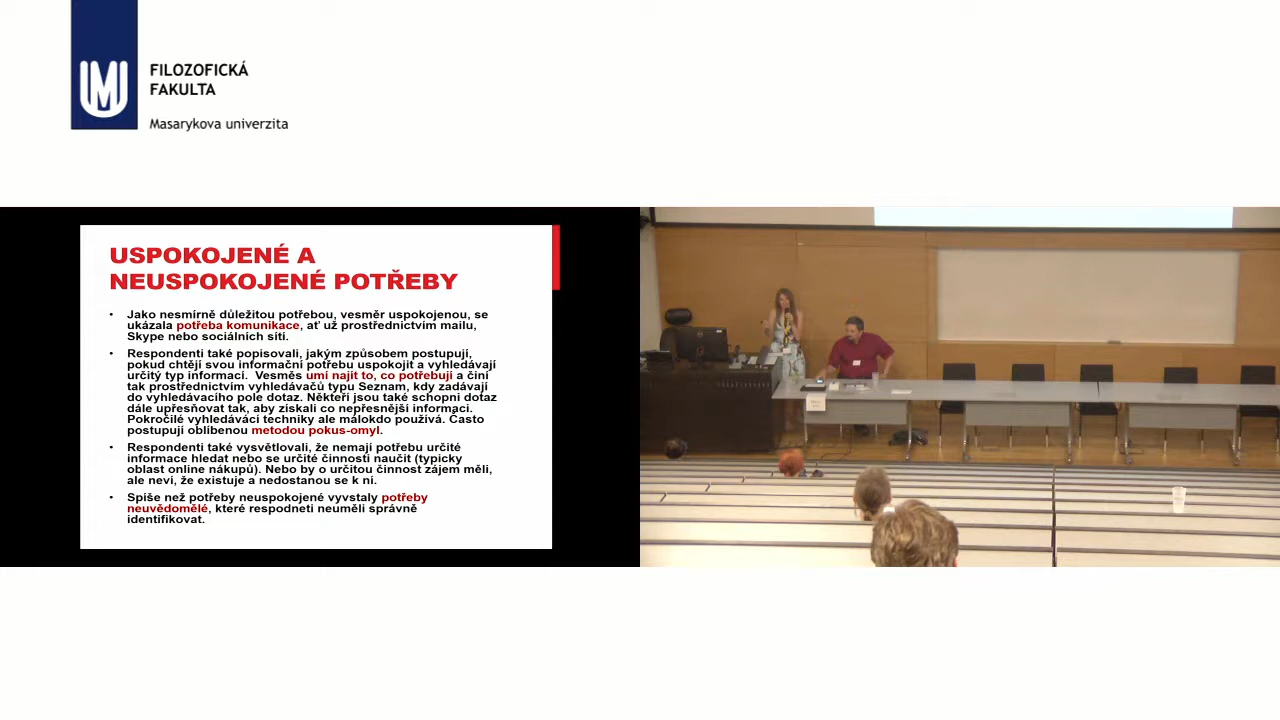 FILOZOFICKÁ
FAKULTA
Masarykova univerzita
USPOKOJENÉ A
NEUSPOKOJENÉ POTŘEBY
• Jako nesmírně důležitou potřebou, vesměr uspokojenou, se
ukázala potřeba komunikace, ať už prostřednictvím mailu,
Skype nebo sociálních sítí.
• Respondenti také popisovali, jakým způsobem postupují,
pokud chtějí svou informační potřebu uspokojit a vyhledávají
určitý typ informací. Vesměs umí najít to, co potřebují a činí
tak prostřednictvím vyhledávačů typu Seznam, kdy zadávají
do vyhledávacího pole dotaz. Někteří jsou také schopni dotaz
dále upřesňovat tak, aby získali co nepřesnější informaci.
Pokročilé vyhledávácí techniky ale málokdo používá. Často
postupují oblíbenou metodou pokus-omyl.
• Respondenti také vysvětlovali, že nemají potřebu určité
informace hledat nebo se určité činnosti naučit (typicky
oblast online nákupů). Nebo by o určitou činnost zájem měli,
ale neví, že existuje a nedostanou se k ní.
• Spíše než potřeby neuspokojené vyvstaly potřeby
neuvědomělé, které respodneti neuměli správně
identifikovat.